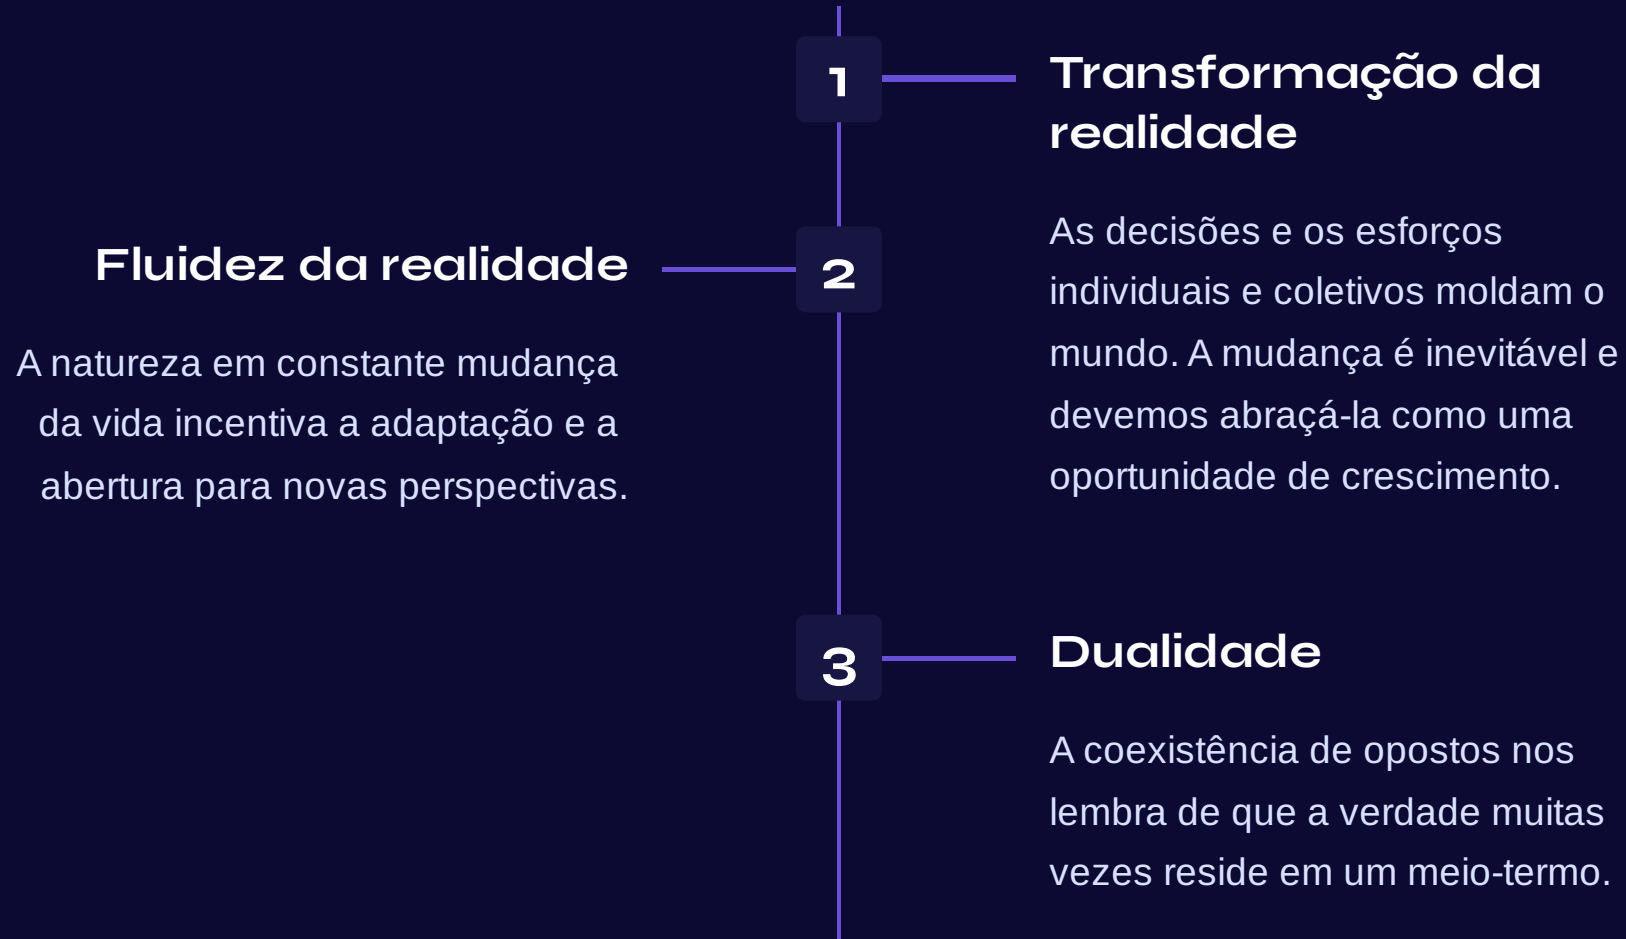 1
Transformação da
realidade
As decisões e os esforços
individuais e coletivos moldam o
mundo. A mudança é inevitável e
devemos abraçá-la como uma
oportunidade de crescimento.
2
Fluidez da realidade
A natureza em constante mudança
da vida incentiva a adaptação e a
abertura para novas perspectivas.
3
Dualidade
A coexistência de opostos nos
lembra de que a verdade muitas
vezes reside em um meio-termo.